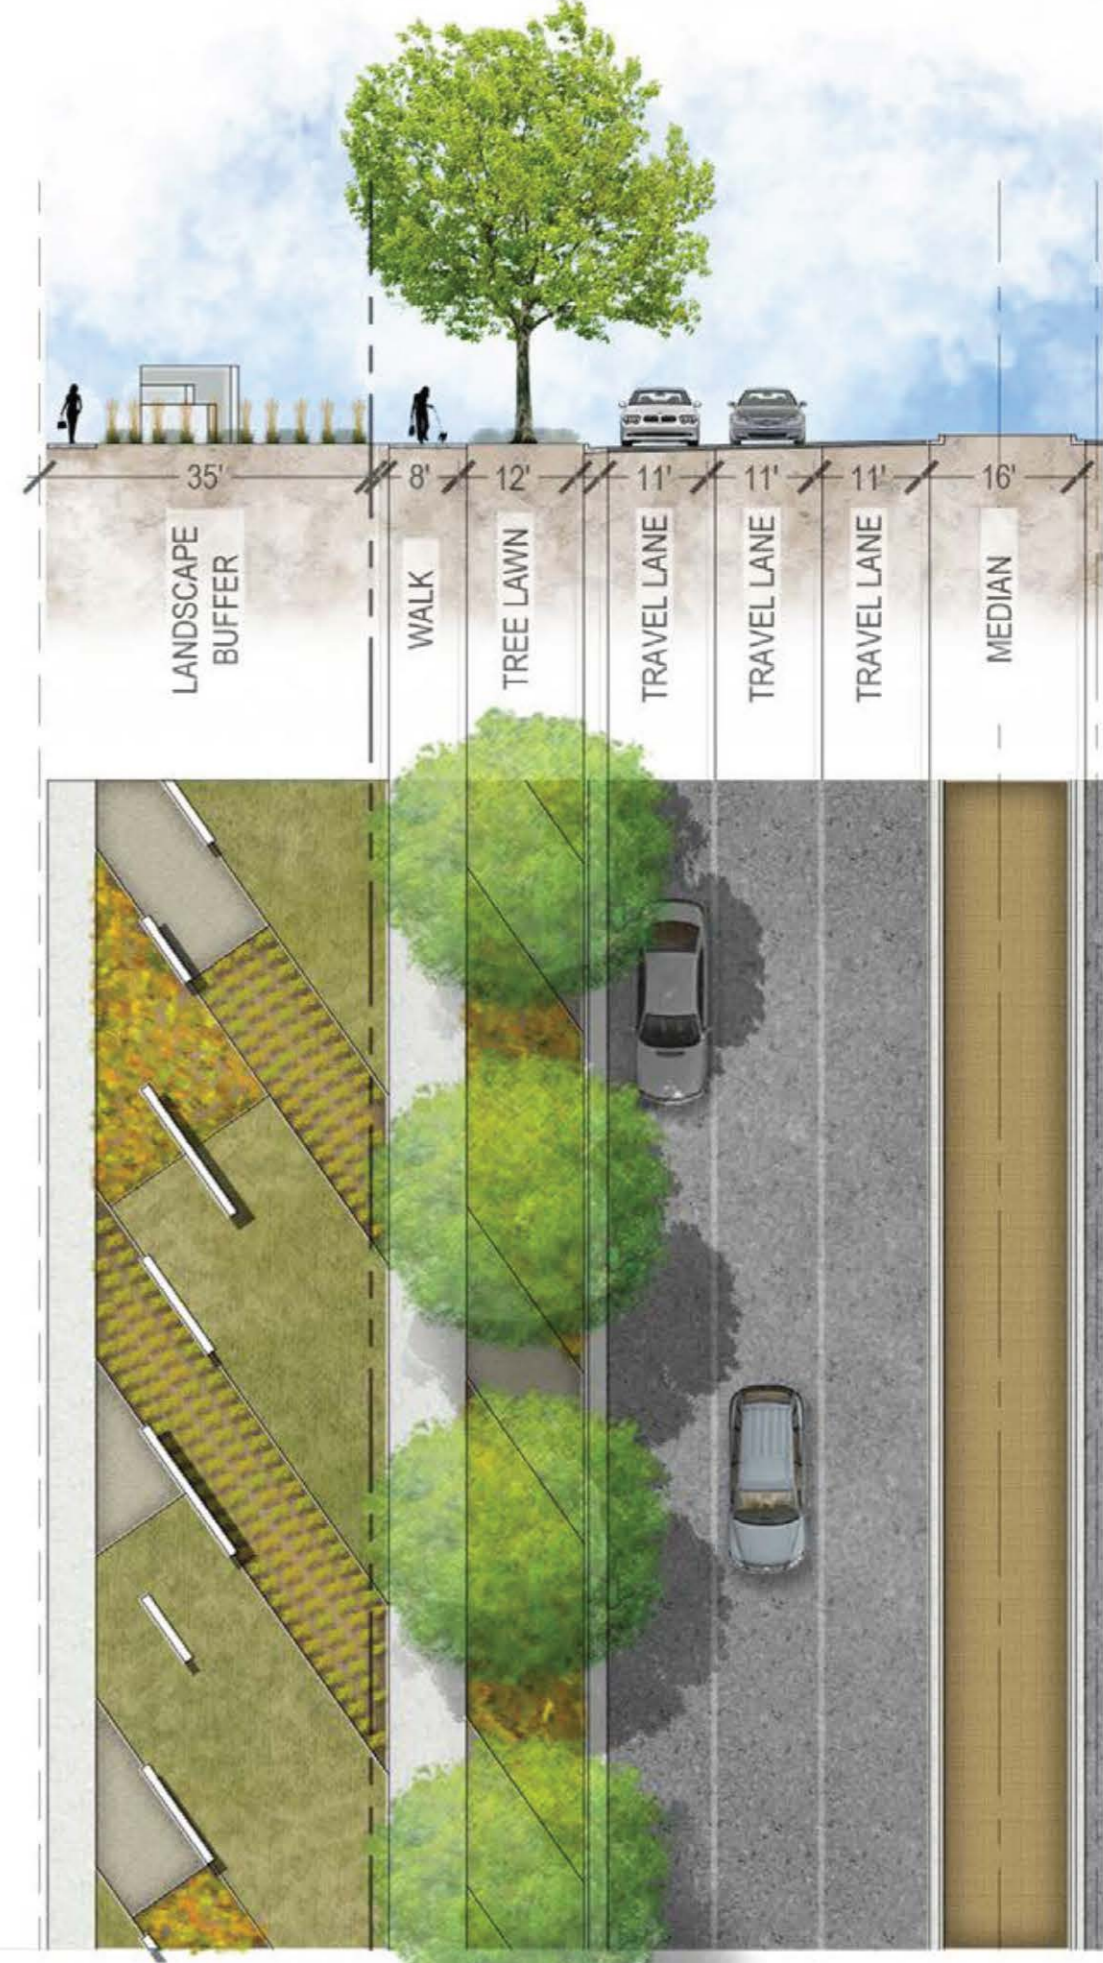 35'
8'
12'
11'
11'
11'
16'
LANDSCAPE
BUFFER
WALK
TREE LAWN
TRAVEL LANE
TRAVEL LANE
TRAVEL LANE
MEDIAN